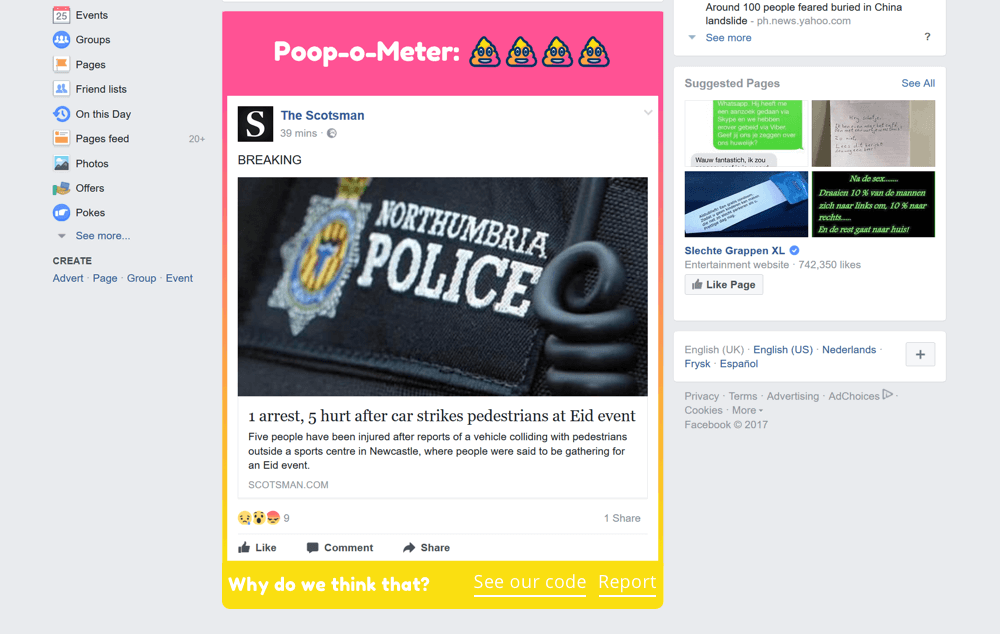 25 Events
Groups
Pages
Friend lists
On this Day
Pages feed 20+
Photos
Offers
Pokes
See more...
CREATE
Advert · Page · Group · Event
Poop-o-Meter:
S The Scotsman
39 mins ·
BREAKING
NORTHUMBRIA
POLICE
1 arrest, 5 hurt after car strikes pedestrians at Eid event
Five people have been injured after reports of a vehicle colliding with pedestrians
outside a sports centre in Newcastle, where people were said to be gathering for
an Eid event.
SCOTSMAN.COM
9 1 Share
Like Comment Share
Why do we think that? See our code Report
Around 100 people feared buried in China
landslide - ph.news.yahoo.com
See more ?
Suggested Pages See All
Whatsapp. Hij heeft me
een aanzoek gedaan via
Skype en we hebben
erover gebeld via Viber.
Geef jij ons je zegen over
ons huwelijk?
Wauw fantastich, ik zou
Na de sex.......
Draaien 10 % van de mannen
zich naar links om, 10 % naar
rechts.....
En de rest gaat naar huis!
Slechte Grappen XL
Entertainment website · 742,350 likes
Like Page
English (UK) · English (US) · Nederlands ·
Frysk · Español
+
Privacy · Terms · Advertising · AdChoices ·
Cookies · More
Facebook © 2017